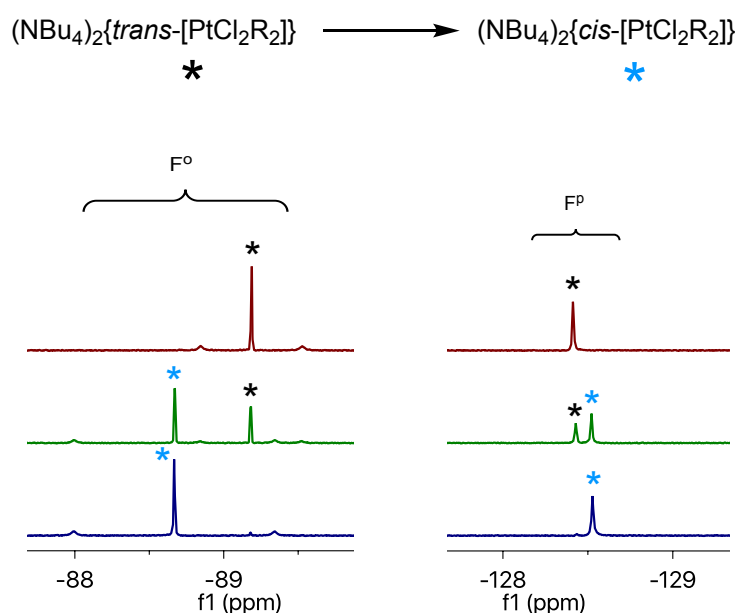 (NBu4)2{trans-[PtCl2R2]} (NBu4)2{cis-[PtCl2R2]}
* *
Fo Fp
* *
* * * *
* *
-88 -89 -128 -129
f1 (ppm) f1 (ppm)